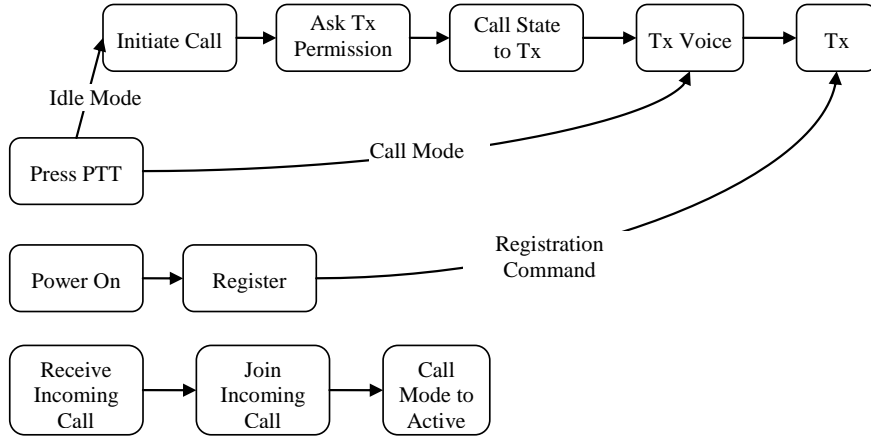 Initiate Call
Ask Tx
Permission
Call State
to Tx
Tx Voice
Tx
Idle Mode
Call Mode
Press PTT
Registration
Command
Power On
Register
Receive
Incoming
Call
Join
Incoming
Call
Call
Mode to
Active